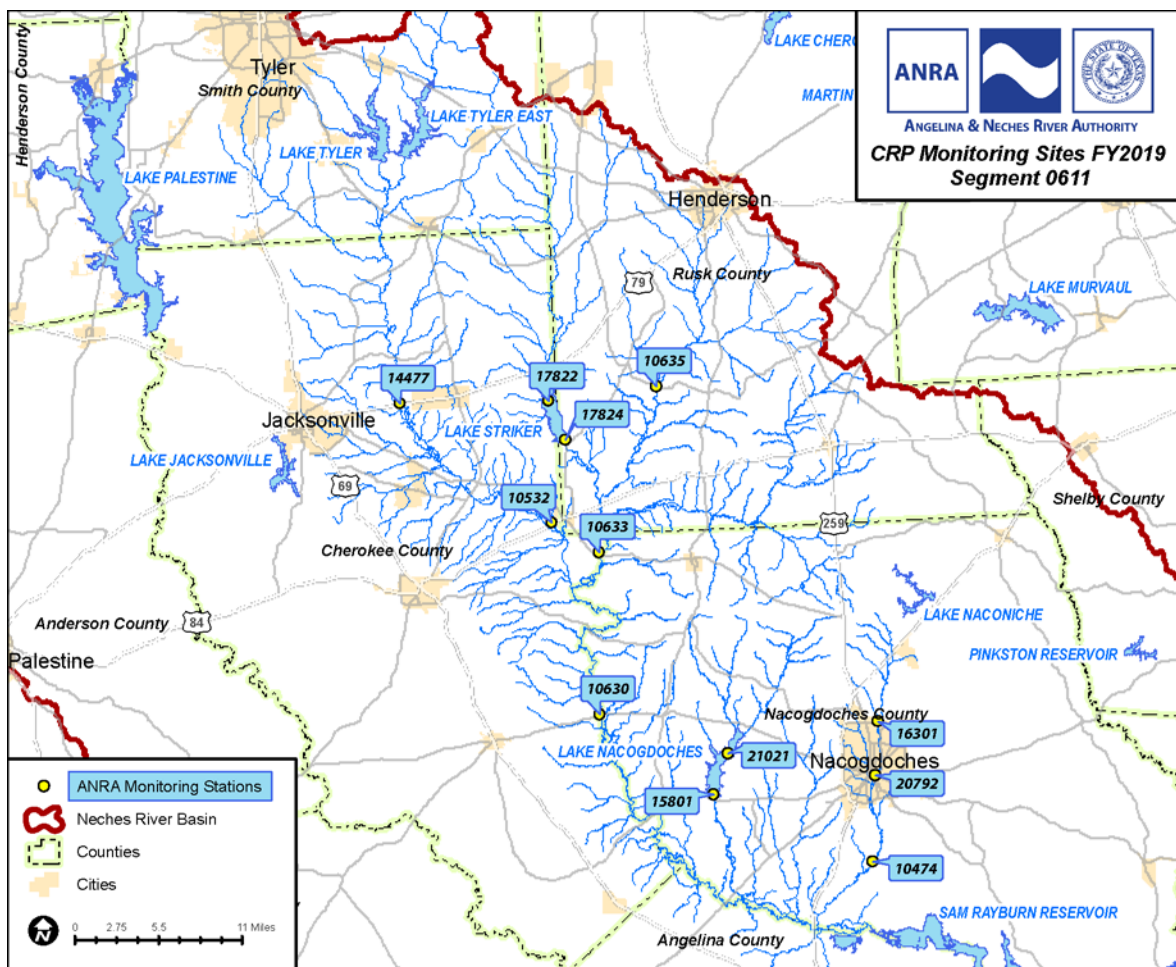 ANRA
THE STATE OF TEXAS
ANGELINA & NECHES RIVER AUTHORITY
CRP Monitoring Sites FY2019
Segment 0611
LAKE CHERO
MARTIN
Henderson County
Tyler
Smith County
LAKE TYLER EAST
LAKE TYLER
LAKE PALESTINE
Henderson
Rusk County
79
LAKE MURVAUL
10635
14477
17822
17824
Jacksonville
LAKE STRIKER
LAKE JACKSONVILLE
69
10532
10633
259
Shelby County
Cherokee County
LAKE NACONICHE
Anderson County
84
PINKSTON RESERVOIR
Palestine
10630
Nacogdoches County
16301
LAKE NACOGDOCHES
21021
Nacogdoches
20792
15801
10474
SAM RAYBURN RESERVOIR
Angelina County
ANRA Monitoring Stations
Neches River Basin
Counties
Cities
N
0 2.75 5.5 11 Miles